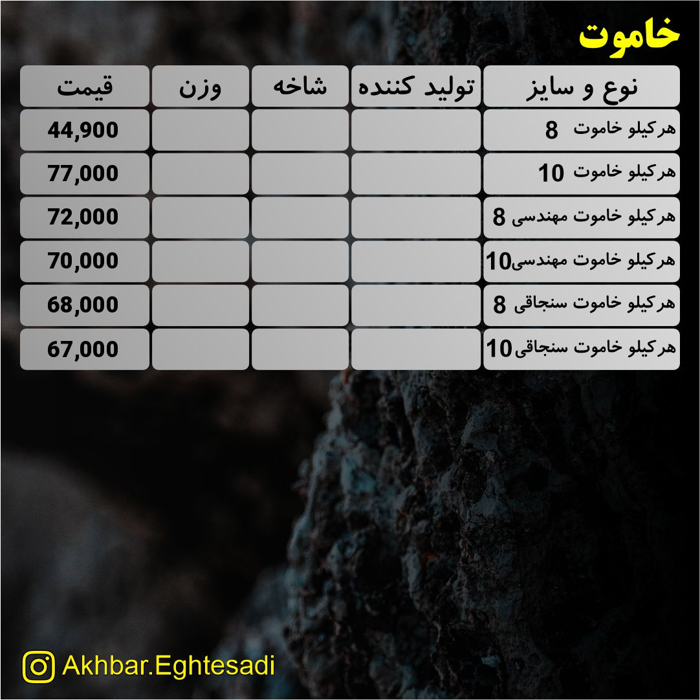 خاموت
نوع و سایز	تولید کننده	شاخه	وزن	قیمت
هرکیلو خاموت 8	44,900
هرکیلو خاموت 10	77,000
هرکیلو خاموت مهندسی 8	72,000
هرکیلو خاموت مهندسی10	70,000
هرکیلو خاموت سنجاقی 8	68,000
هرکیلو خاموت سنجاقی10	67,000
Akhbar.Eghtesadi